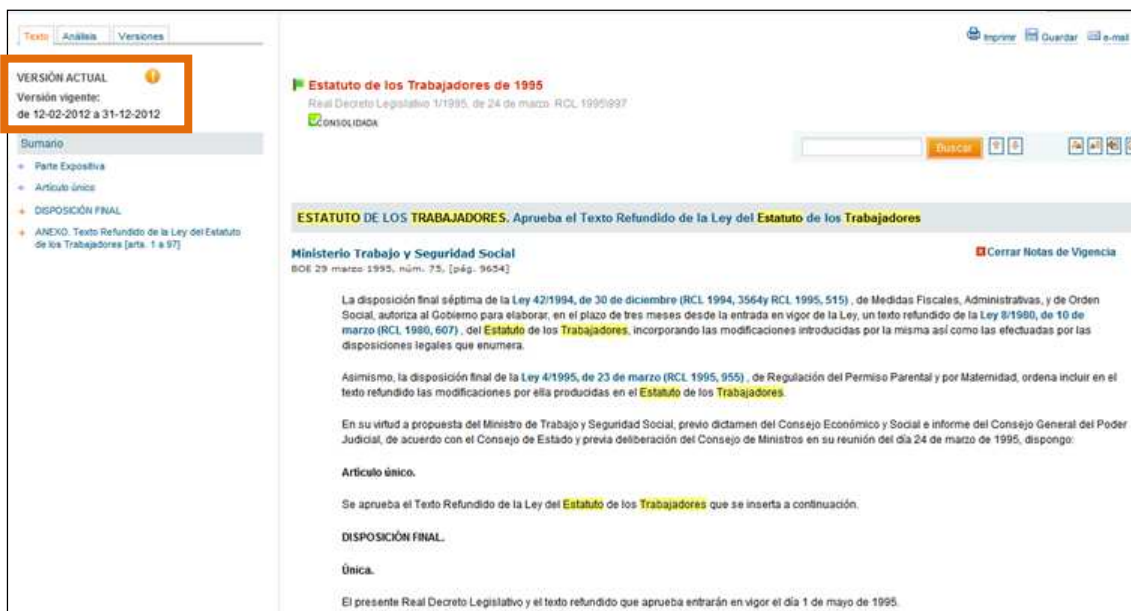 Texto Análisis Versiones
Imprimir Guardar e-mail
VERSIÓN ACTUAL
Versión vigente:
de 12-02-2012 a 31-12-2012
Sumario
Parte Expositiva
Artículo único
DISPOSICIÓN FINAL
ANEXO. Texto Refundido de la Ley del Estatuto
de los Trabajadores [arts. 1 a 97]
Estatuto de los Trabajadores de 1995
Real Decreto Legislativo 1/1995, de 24 de marzo. RCL 1995\997
CONSOLIDADA
Buscar
ESTATUTO DE LOS TRABAJADORES. Aprueba el Texto Refundido de la Ley del Estatuto de los Trabajadores
Ministerio Trabajo y Seguridad Social
Cerrar Notas de Vigencia
BOE 29 marzo 1995, núm. 75, [pág. 9654]
La disposición final séptima de la Ley 42/1994, de 30 de diciembre (RCL 1994, 3564y RCL 1995, 515) , de Medidas Fiscales, Administrativas, y de Orden
Social, autoriza al Gobierno para elaborar, en el plazo de tres meses desde la entrada en vigor de la Ley, un texto refundido de la Ley 8/1980, de 10 de
marzo (RCL 1980, 607) , del Estatuto de los Trabajadores, incorporando las modificaciones introducidas por la misma así como las efectuadas por las
disposiciones legales que enumera.
Asimismo, la disposición final de la Ley 4/1995, de 23 de marzo (RCL 1995, 955) , de Regulación del Permiso Parental y por Maternidad, ordena incluir en el
texto refundido las modificaciones por ella producidas en el Estatuto de los Trabajadores.
En su virtud a propuesta del Ministro de Trabajo y Seguridad Social, previo dictamen del Consejo Económico y Social e informe del Consejo General del Poder
Judicial, de acuerdo con el Consejo de Estado y previa deliberación del Consejo de Ministros en su reunión del día 24 de marzo de 1995, dispongo:
Artículo único.
Se aprueba el Texto Refundido de la Ley del Estatuto de los Trabajadores que se inserta a continuación.
DISPOSICIÓN FINAL.
Única.
El presente Real Decreto Legislativo y el texto refundido que aprueba entrarán en vigor el día 1 de mayo de 1995.